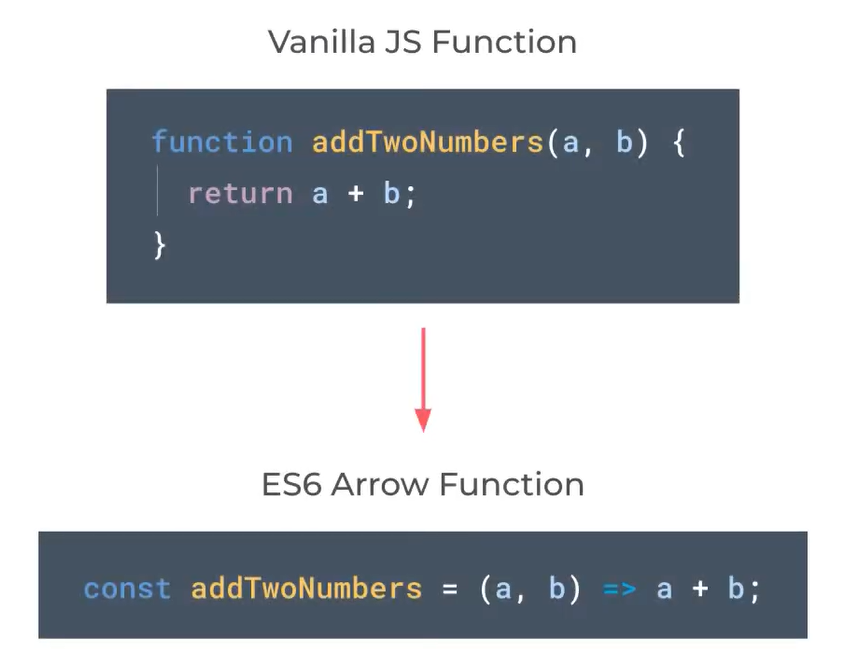 Vanilla JS Function
function addTwoNumbers(a, b) {
return a + b;
}
ES6 Arrow Function
const addTwoNumbers = (a, b) => a + b;